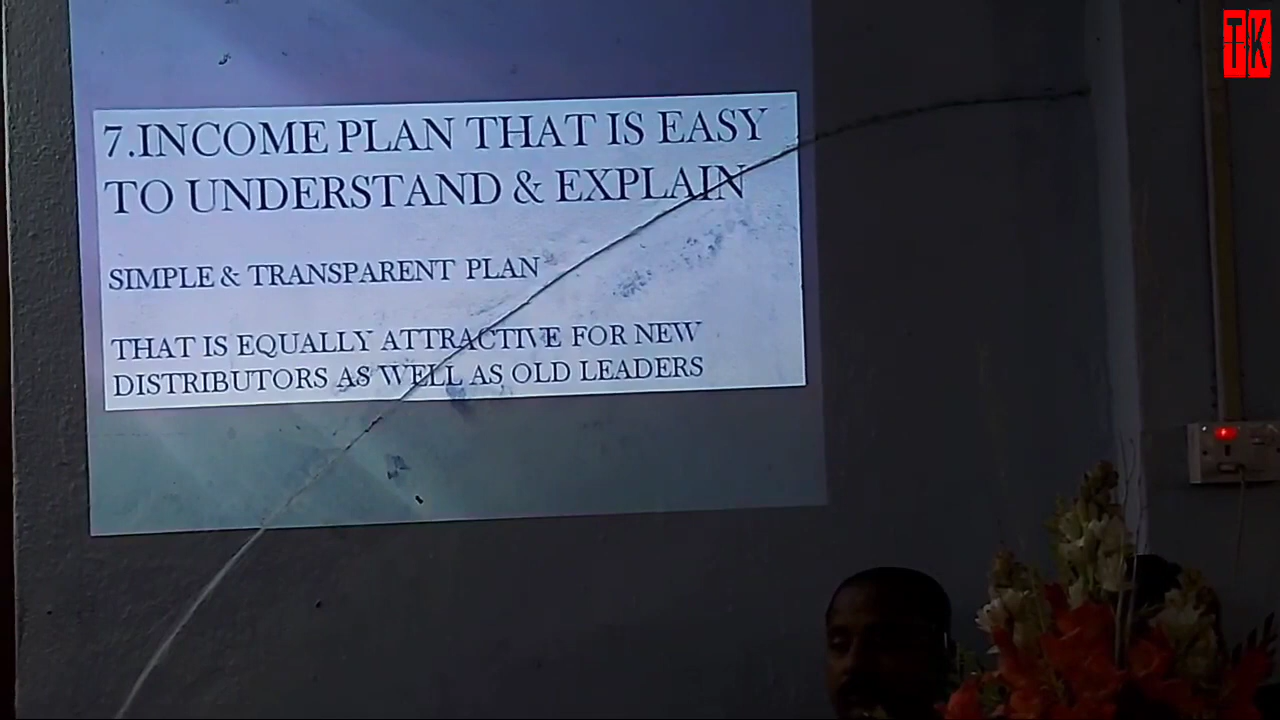 TK
7.INCOME PLAN THAT IS EASY
TO UNDERSTAND & EXPLAIN
SIMPLE & TRANSPARENT PLAN
THAT IS EQUALLY ATTRACTIVE FOR NEW
DISTRIBUTORS AS WELL AS OLD LEADERS